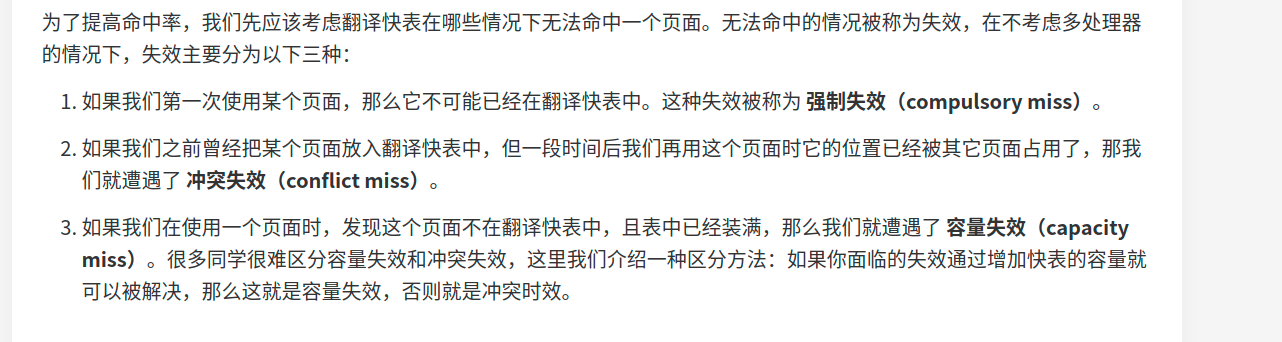 为了提高命中率，我们先应该考虑翻译快表在哪些情况下无法命中一个页面。无法命中的情况被称为失效，在不考虑多处理器
的情况下，失效主要分为以下三种：
1. 如果我们第一次使用某个页面，那么它不可能已经在翻译快表中。这种失效被称为 强制失效（compulsory miss）。
2. 如果我们之前曾经把某个页面放入翻译快表中，但一段时间后我们再用这个页面时它的位置已经被其它页面占用了，那我
们就遭遇了 冲突失效（conflict miss）。
3. 如果我们在使用一个页面时，发现这个页面不在翻译快表中，且表中已经装满，那么我们就遭遇了 容量失效（capacity
miss）。很多同学很难区分容量失效和冲突失效，这里我们介绍一种区分方法：如果你面临的失效通过增加快表的容量就
可以被解决，那么这就是容量失效，否则就是冲突时效。